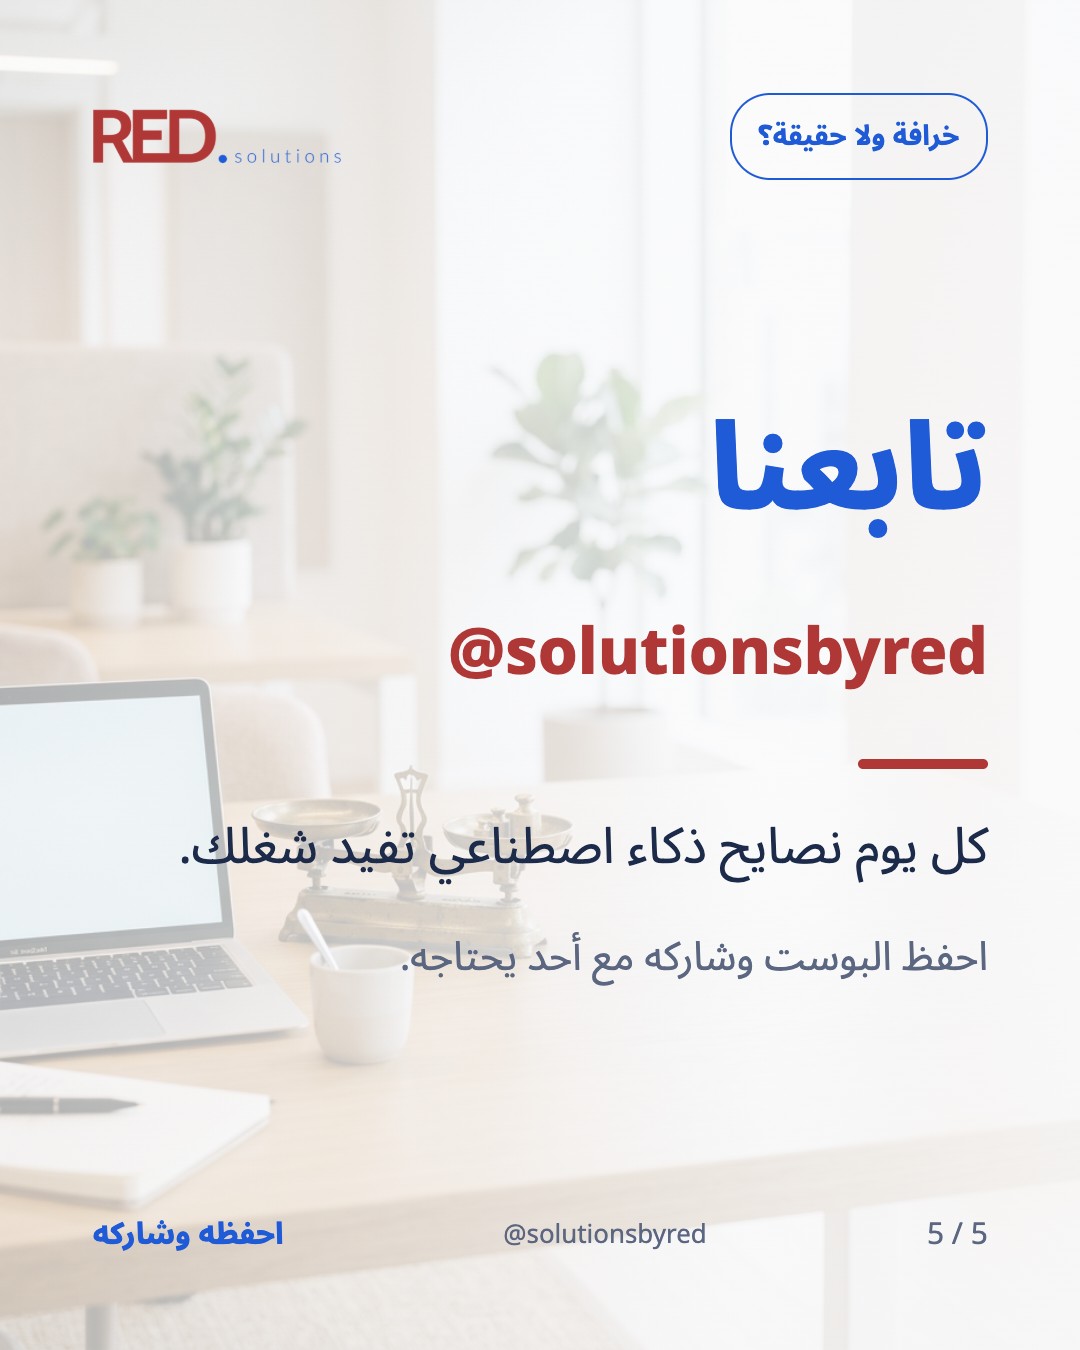 RED.solutions
خرافة ولا حقيقة؟
تابعنا
@solutionsbyred
كل يوم نصايح ذكاء اصطناعي تفيد شغلك.
احفظ البوست وشاركه مع أحد يحتاجه.
احفظه وشاركه
@solutionsbyred
5 / 5